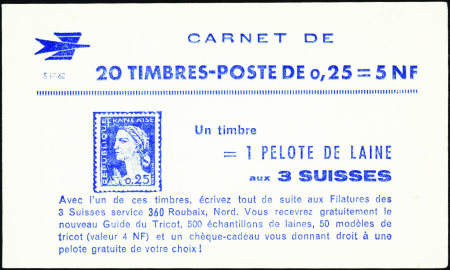 CARNET DE
S.17-62
20 TIMBRES-POSTE DE 0,25 = 5 NF
REPUBLIQUE FRANÇAISE
0,25
Un timbre
= 1 PELOTE DE LAINE
aux 3 SUISSES
Avec l'un de ces timbres, écrivez tout de suite aux Filatures des
3 Suisses service 360 Roubaix, Nord. Vous recevrez gratuitement le
nouveau Guide du Tricot, 500 échantillons de laines, 50 modèles de
tricot (valeur 4 NF) et un chèque-cadeau vous donnant droit à une
pelote gratuite de votre choix !